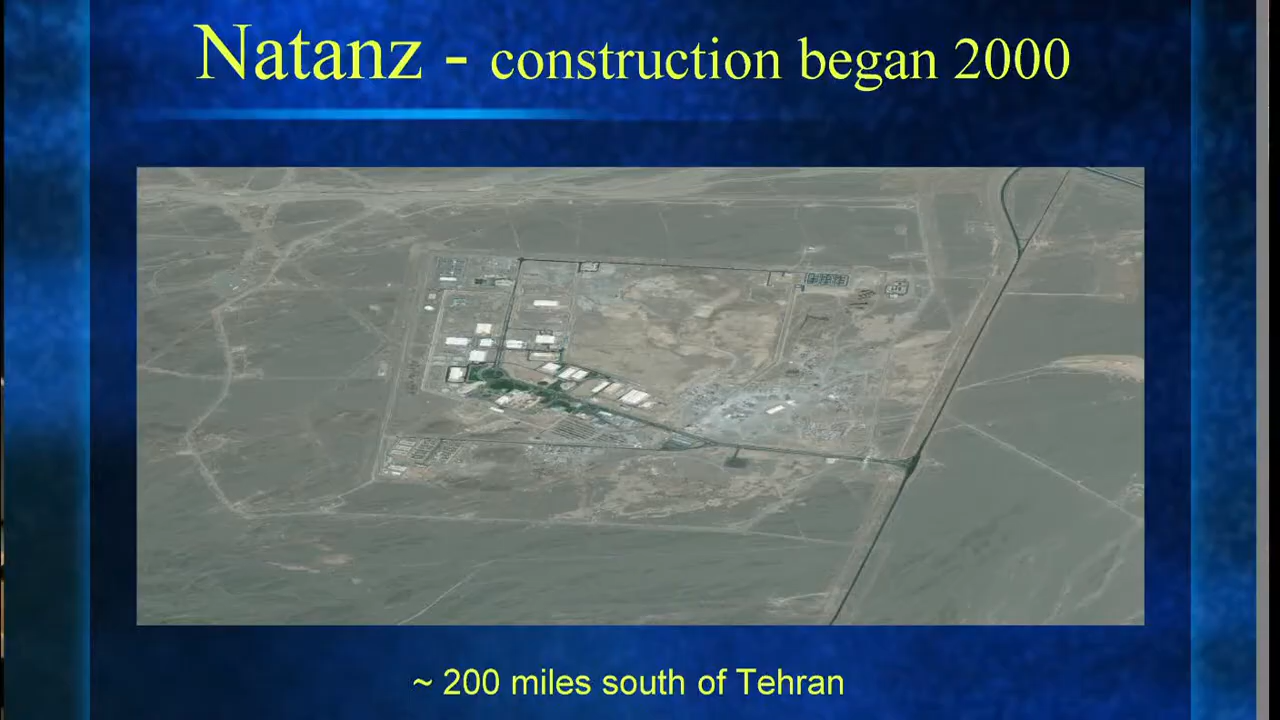 Natanz - construction began 2000
~ 200 miles south of Tehran